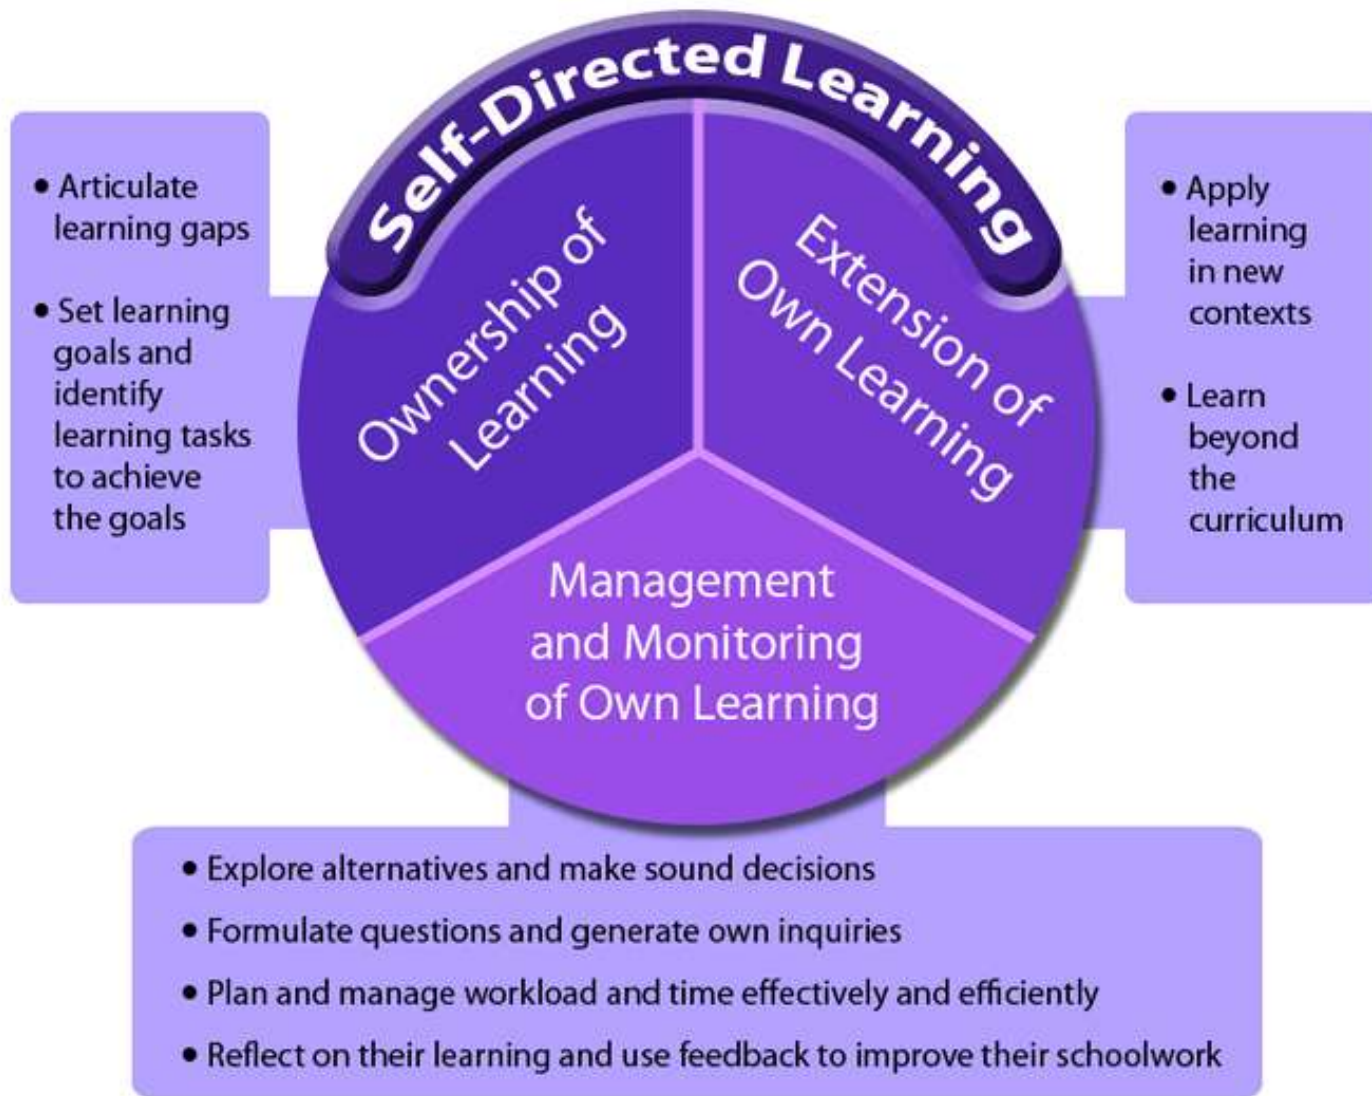 Self-Directed Learning
Ownership of
Learning
Extension of
Own Learning
Management
and Monitoring
of Own Learning
• Articulate
learning gaps
• Set learning
goals and
identify
learning tasks
to achieve
the goals
• Apply
learning
in new
contexts
• Learn
beyond
the
curriculum
• Explore alternatives and make sound decisions
• Formulate questions and generate own inquiries
• Plan and manage workload and time effectively and efficiently
• Reflect on their learning and use feedback to improve their schoolwork